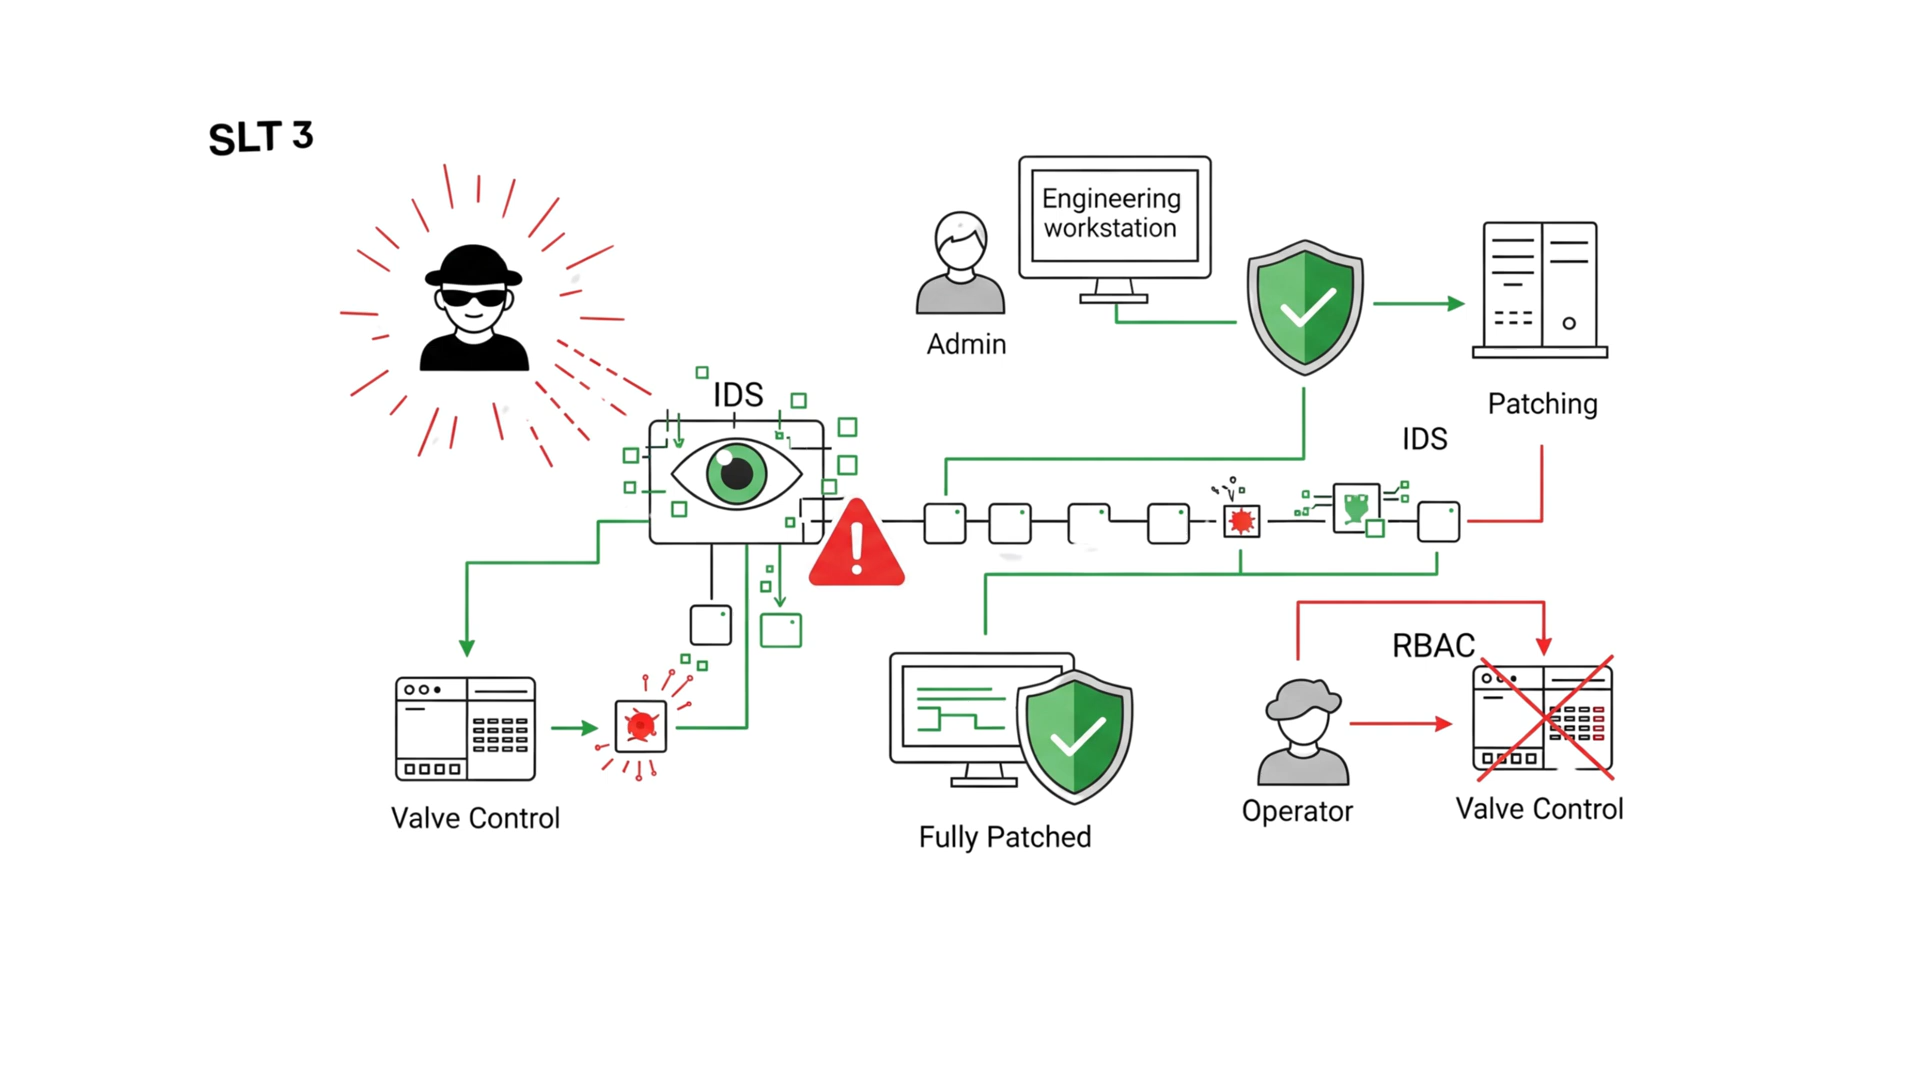 SLT 3
Engineering
workstation
Admin
Patching
IDS
IDS
RBAC
Valve Control
Fully Patched
Operator
Valve Control